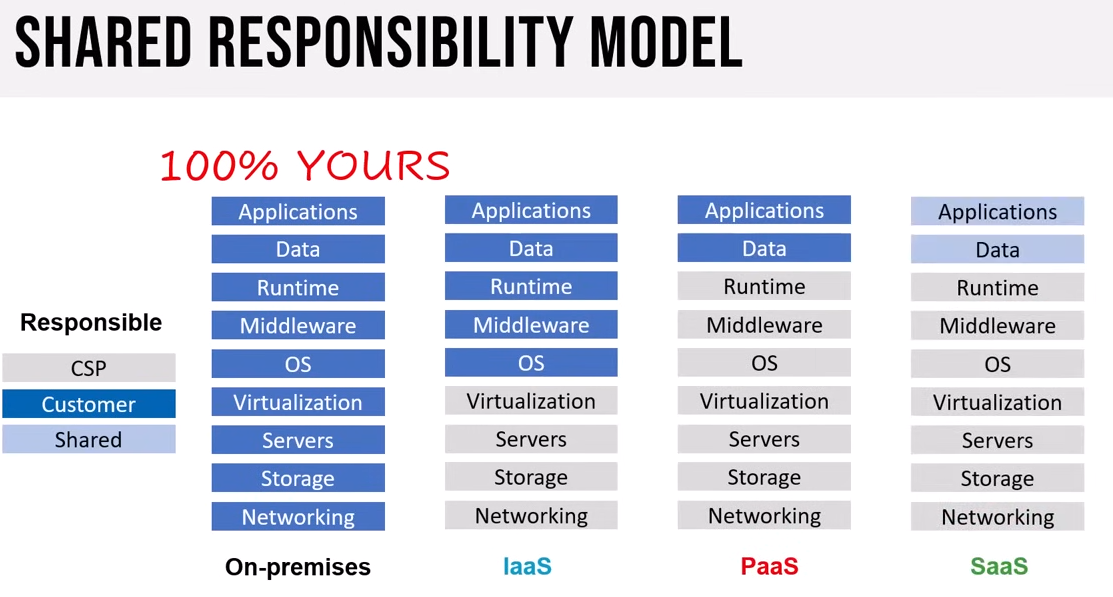 SHARED RESPONSIBILITY MODEL
100% YOURS
Applications Applications Applications Applications
Data Data Data Data
Runtime Runtime Runtime Runtime
Responsible Middleware Middleware Middleware Middleware
CSP OS OS OS OS
Customer Virtualization Virtualization Virtualization Virtualization
Shared Servers Servers Servers Servers
Storage Storage Storage Storage
Networking Networking Networking Networking
On-premises IaaS PaaS SaaS